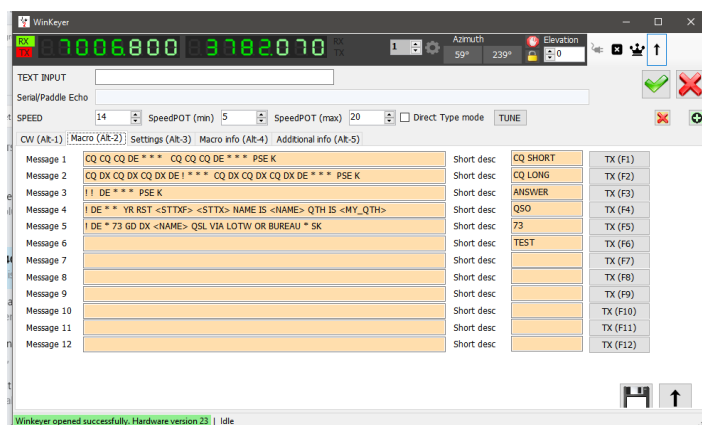 WinKeyer
RX 7006.800 3782.070 RX 1 Azimuth Elevation
TX TX 59° 239° 0
TEXT INPUT
Serial/Paddle Echo
SPEED 14 SpeedPOT (min) 5 SpeedPOT (max) 20 Direct Type mode TUNE
CW (Alt-1) Macro (Alt-2) Settings (Alt-3) Macro info (Alt-4) Additional info (Alt-5)
Message 1 CQ CQ CQ DE * * * CQ CQ CQ DE * * * PSE K Short desc CQ SHORT TX (F1)
Message 2 CQ DX CQ DX CQ DX DE ! * * * CQ DX CQ DX CQ DX DE * * * PSE K Short desc CQ LONG TX (F2)
Message 3 ! ! DE * * * PSE K Short desc ANSWER TX (F3)
Message 4 ! DE * * YR RST <STTXF> <STTX> NAME IS <NAME> QTH IS <MY_QTH> Short desc QSO TX (F4)
Message 5 ! DE * 73 GD DX <NAME> QSL VIA LOTW OR BUREAU * SK Short desc 73 TX (F5)
Message 6 Short desc TEST TX (F6)
Message 7 Short desc TX (F7)
Message 8 Short desc TX (F8)
Message 9 Short desc TX (F9)
Message 10 Short desc TX (F10)
Message 11 Short desc TX (F11)
Message 12 Short desc TX (F12)
Winkeyer opened successfully. Hardware version 23 | Idle